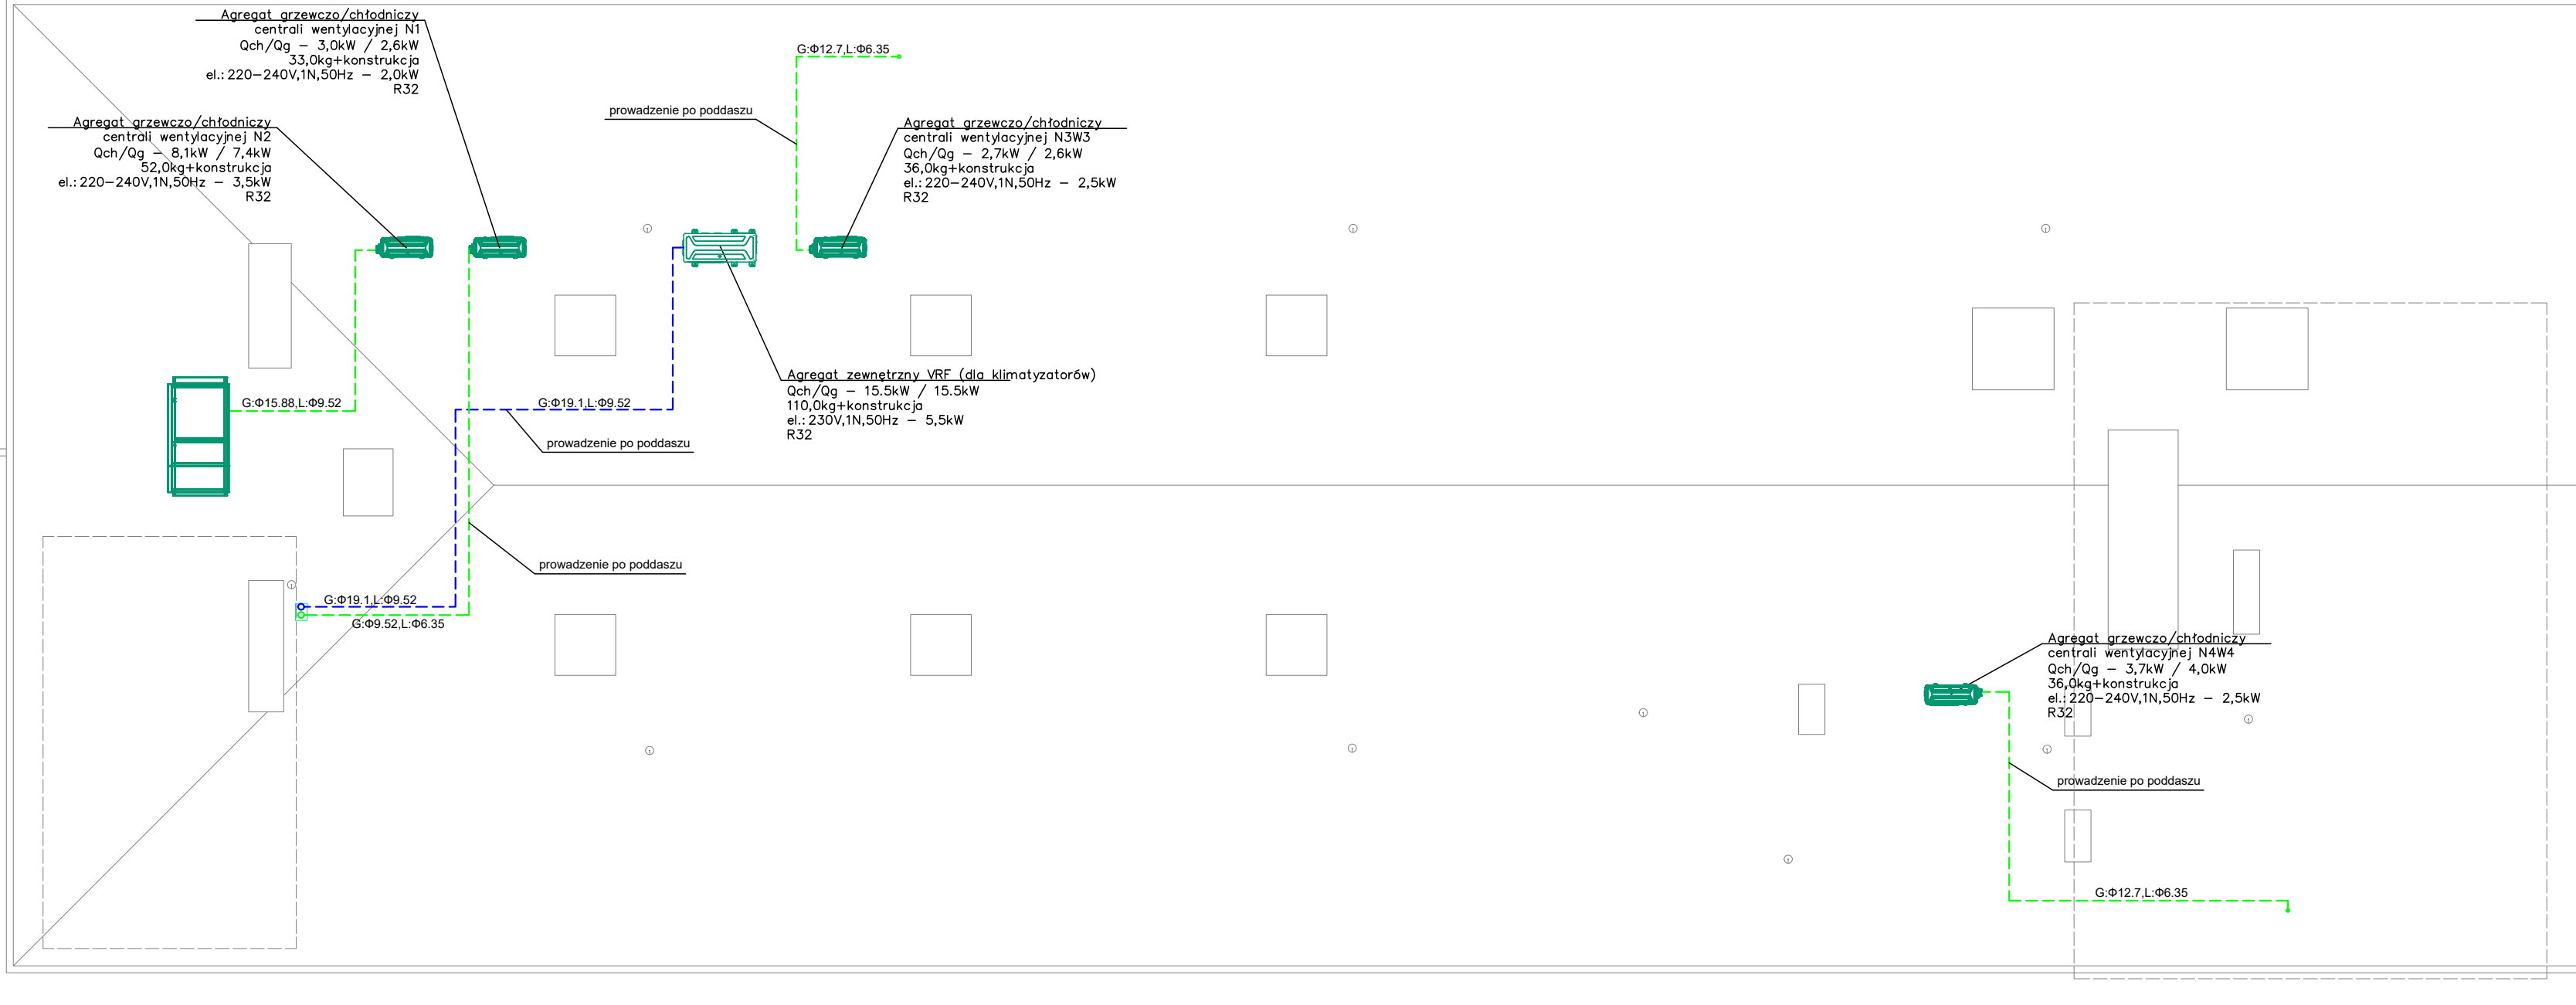 Agregat grzewczo/chłodniczy
centrali wentylacyjnej N1
Qch/Qg – 3,0kW / 2,6kW
33,0kg+konstrukcja
el.: 220–240V,1N,50Hz – 2,0kW
R32
G:Φ12.7,L:Φ6.35
prowadzenie po poddaszu
Agregat grzewczo/chłodniczy
centrali wentylacyjnej N2
Qch/Qg – 8,1kW / 7,4kW
52,0kg+konstrukcja
el.: 220–240V,1N,50Hz – 3,5kW
R32
Agregat grzewczo/chłodniczy
centrali wentylacyjnej N3W3
Qch/Qg – 2,7kW / 2,6kW
36,0kg+konstrukcja
el.: 220–240V,1N,50Hz – 2,5kW
R32
Agregat zewnętrzny VRF (dla klimatyzatorów)
Qch/Qg – 15.5kW / 15.5kW
110,0kg+konstrukcja
el.: 230V,1N,50Hz – 5,5kW
R32
G:Φ15.88,L:Φ9.52
G:Φ19.1,L:Φ9.52
prowadzenie po poddaszu
prowadzenie po poddaszu
G:Φ19.1,L:Φ9.52
G:Φ9.52,L:Φ6.35
Agregat grzewczo/chłodniczy
centrali wentylacyjnej N4W4
Qch/Qg – 3,7kW / 4,0kW
36,0kg+konstrukcja
el.: 220–240V,1N,50Hz – 2,5kW
R32
prowadzenie po poddaszu
G:Φ12.7,L:Φ6.35